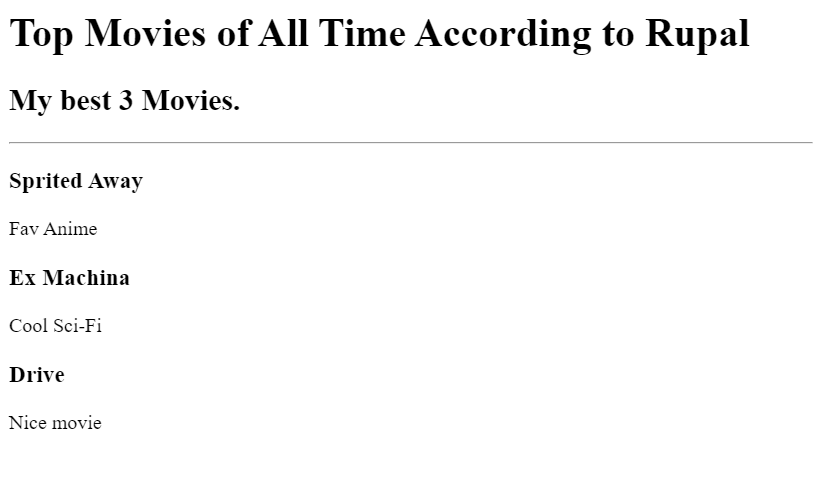 Top Movies of All Time According to Rupal
My best 3 Movies.
Sprited Away
Fav Anime
Ex Machina
Cool Sci-Fi
Drive
Nice movie